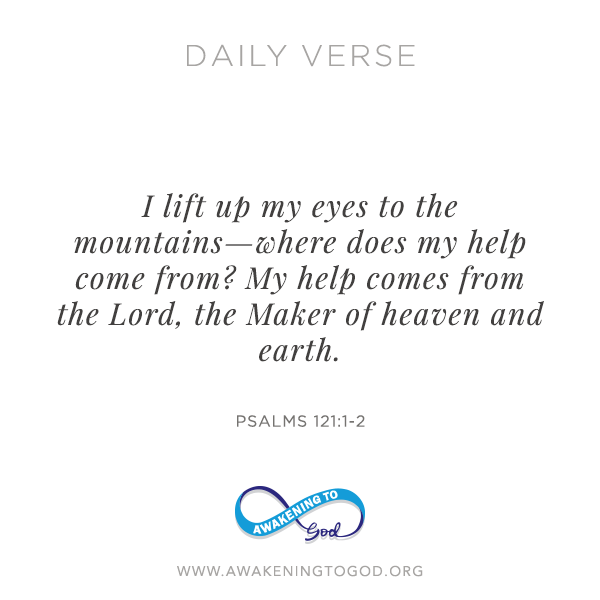 DAILY VERSE
I lift up my eyes to the
mountains—where does my help
come from? My help comes from
the Lord, the Maker of heaven and
earth.
PSALMS 121:1-2
AWAKENING TO
God
WWW.AWAKENINGTOGOD.ORG